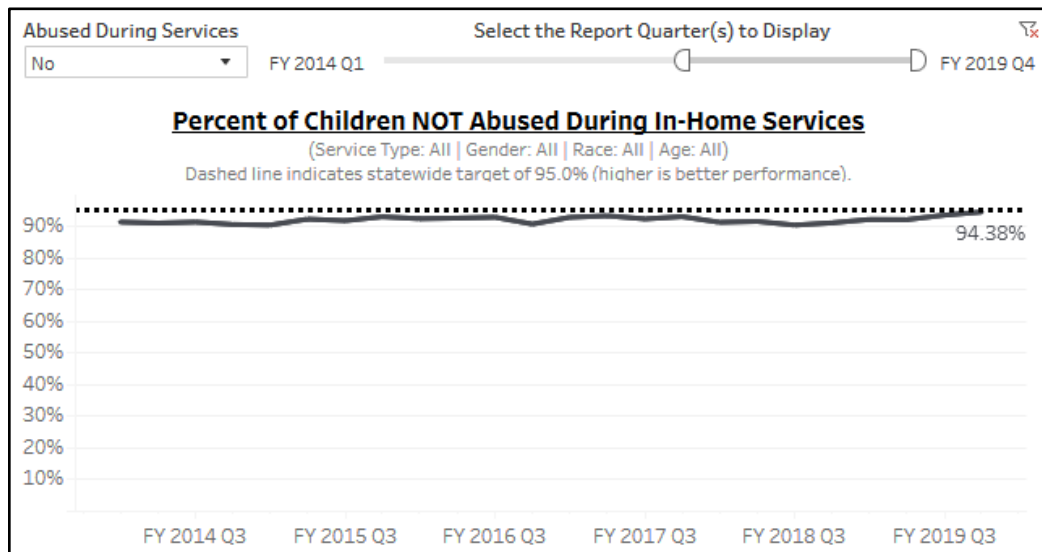 Abused During Services
Select the Report Quarter(s) to Display
No
FY 2014 Q1
FY 2019 Q4
Percent of Children NOT Abused During In-Home Services
(Service Type: All | Gender: All | Race: All | Age: All)
Dashed line indicates statewide target of 95.0% (higher is better performance).
90%
94.38%
80%
70%
60%
50%
40%
30%
20%
10%
FY 2014 Q3
FY 2015 Q3
FY 2016 Q3
FY 2017 Q3
FY 2018 Q3
FY 2019 Q3